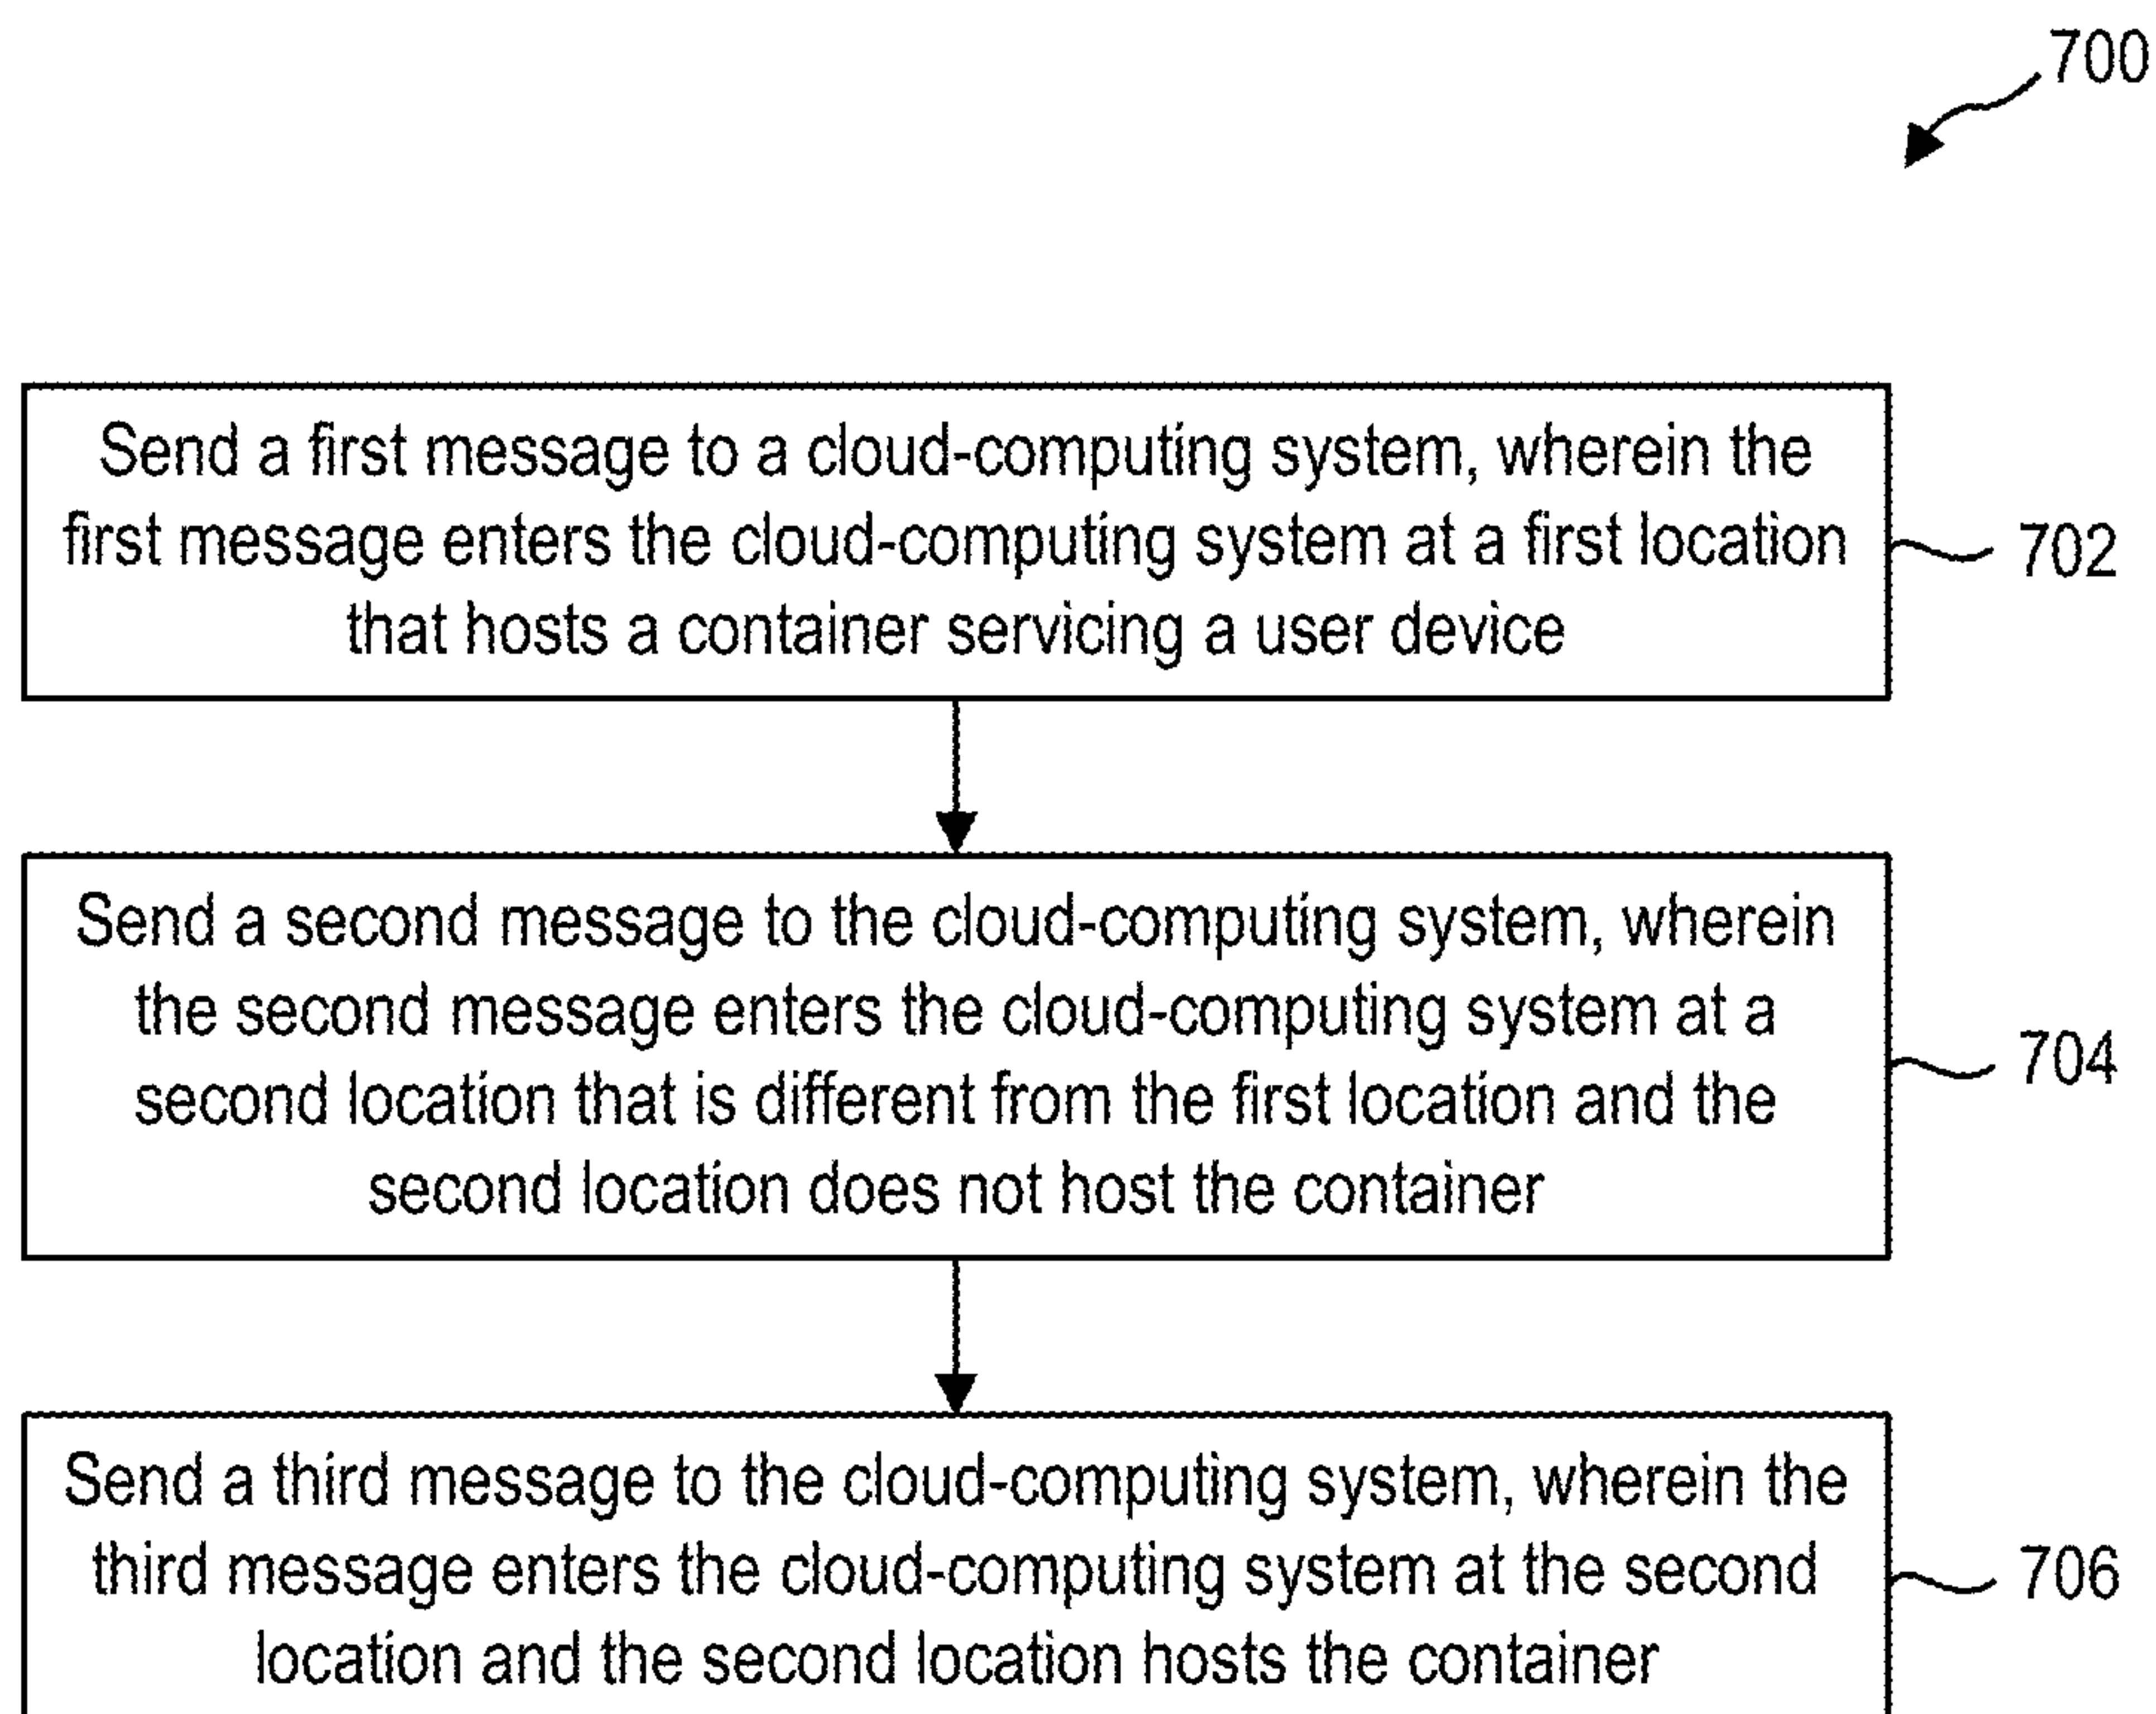 700
Send a first message to a cloud-computing system, wherein the
first message enters the cloud-computing system at a first location
that hosts a container servicing a user device
702
Send a second message to the cloud-computing system, wherein
the second message enters the cloud-computing system at a
second location that is different from the first location and the
second location does not host the container
704
Send a third message to the cloud-computing system, wherein the
third message enters the cloud-computing system at the second
location and the second location hosts the container
706